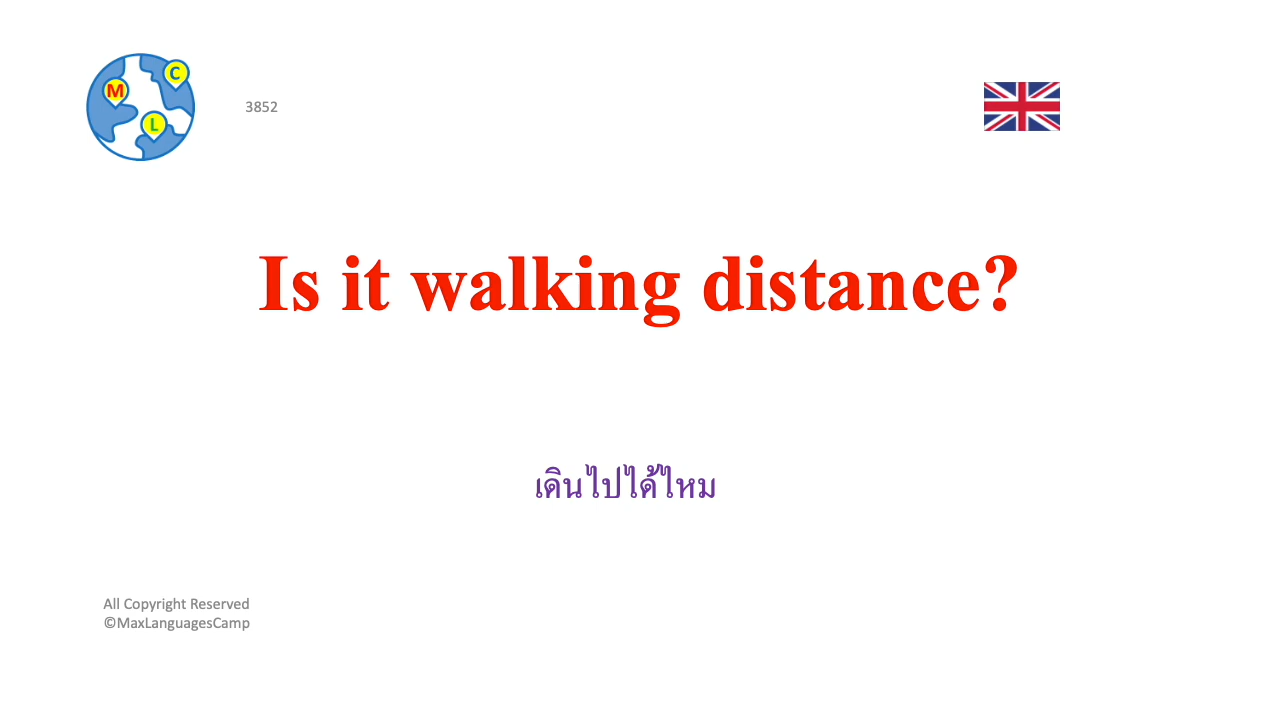 M
C
L
3852
Is it walking distance?
เดินไปได้ไหม
All Copyright Reserved
©MaxLanguagesCamp